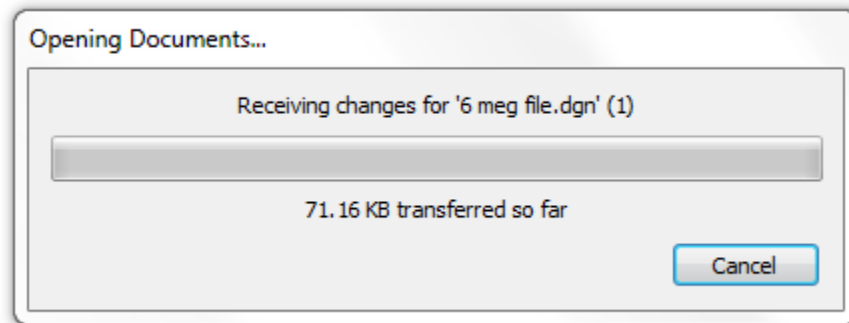 Opening Documents...
Receiving changes for '6 meg file.dgn' (1)
71.16 KB transferred so far
Cancel